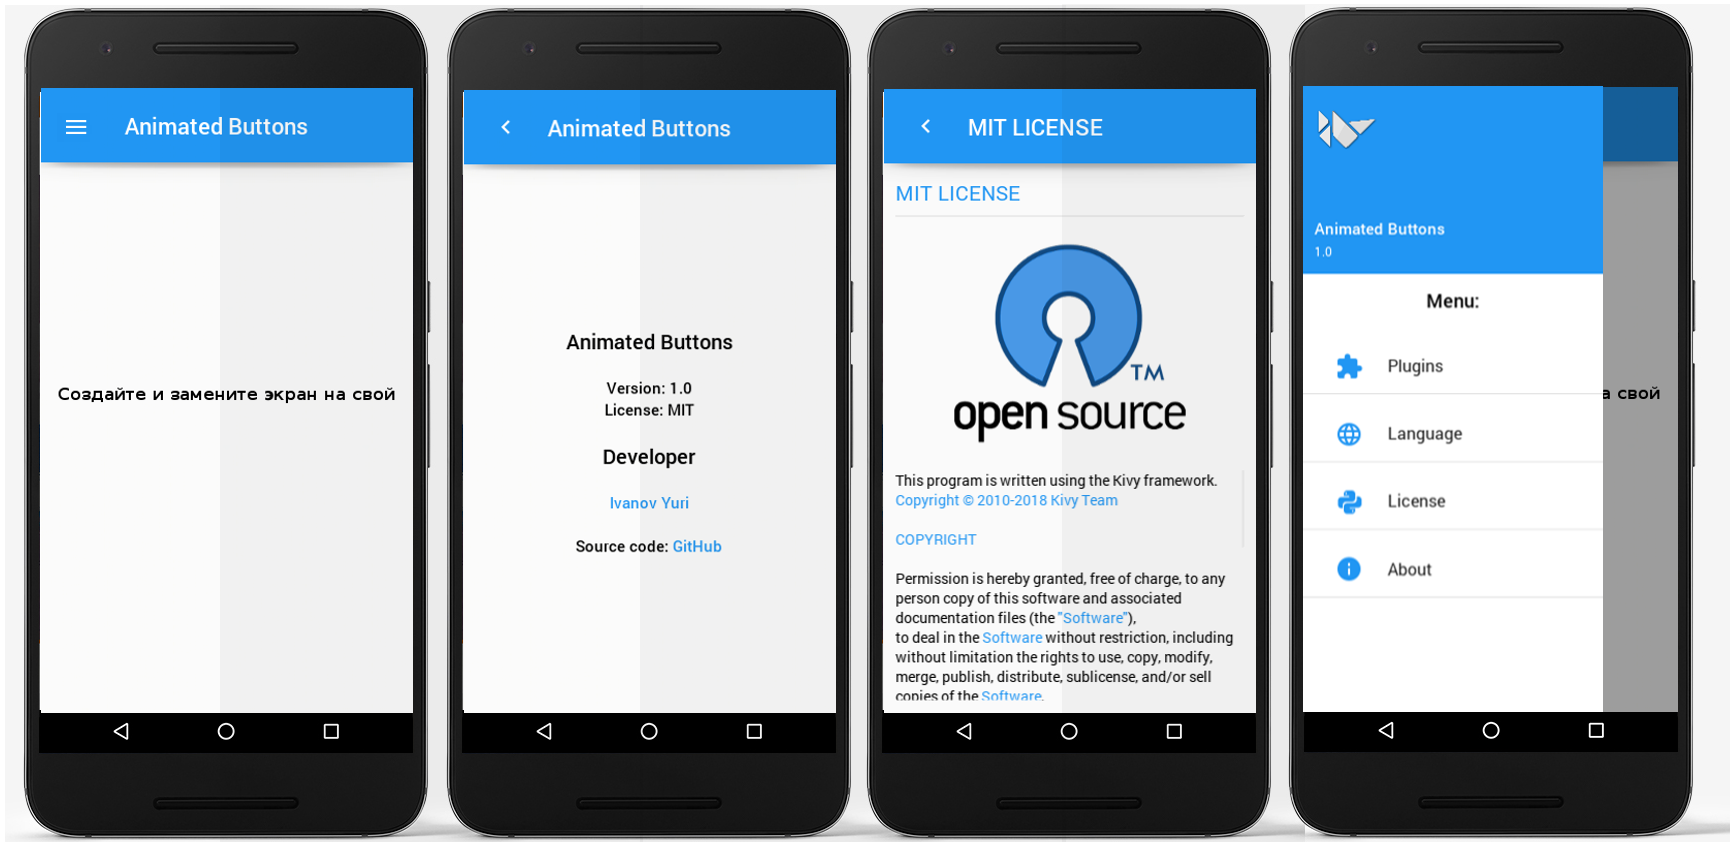 Animated Buttons
Создайте и замените экран на свой
Animated Buttons
Animated Buttons
Version: 1.0
License: MIT
Developer
Ivanov Yuri
Source code: GitHub
MIT LICENSE
MIT LICENSE
TM
open source
This program is written using the Kivy framework.
Copyright © 2010-2018 Kivy Team
COPYRIGHT
Permission is hereby granted, free of charge, to any
person copy of this software and associated
documentation files (the "Software"),
to deal in the Software without restriction, including
without limitation the rights to use, copy, modify,
merge, publish, distribute, sublicense, and/or sell
copies of the Software.
Animated Buttons
1.0
Menu:
Plugins
Language
License
About
а свой